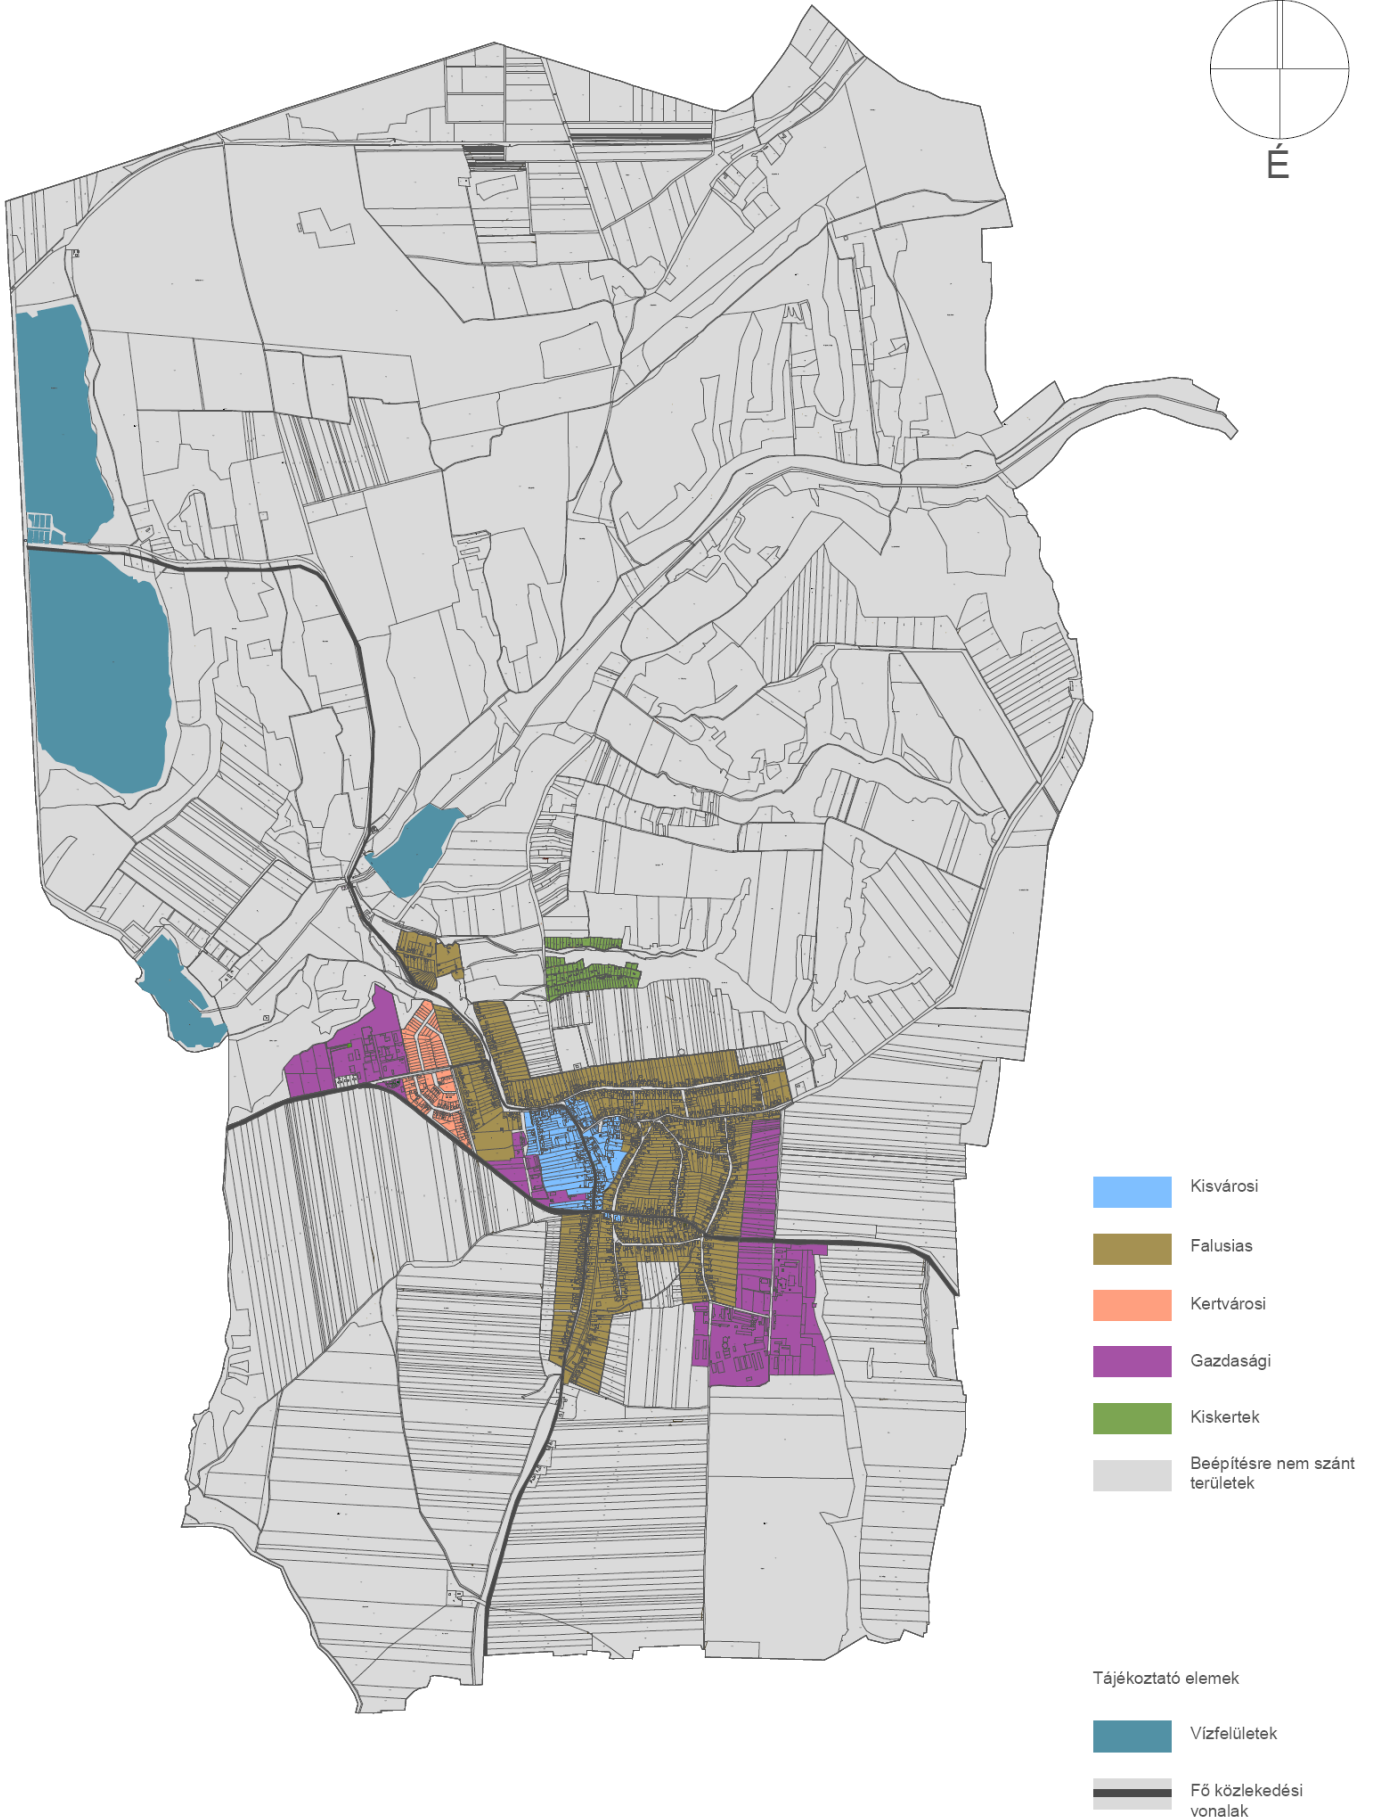 É
Kisvárosi
Falusias
Kertvárosi
Gazdasági
Kiskertek
Beépítésre nem szánt
területek
Tájékoztató elemek
Vízfelületek
Fő közlekedési
vonalak